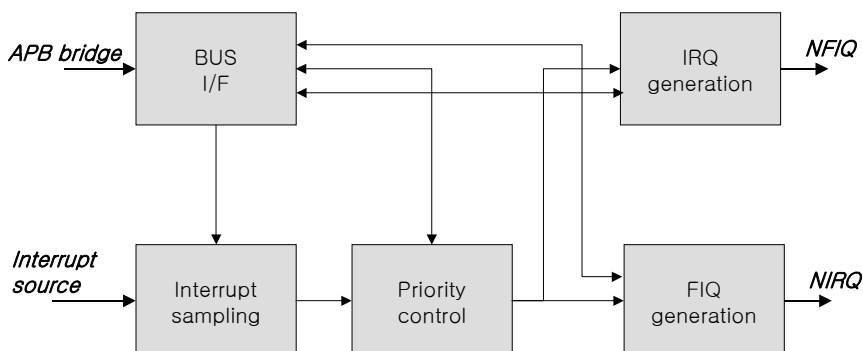 APB bridge
BUS
I/F
IRQ
generation
NFIQ
Interrupt
source
Interrupt
sampling
Priority
control
FIQ
generation
NIRQ